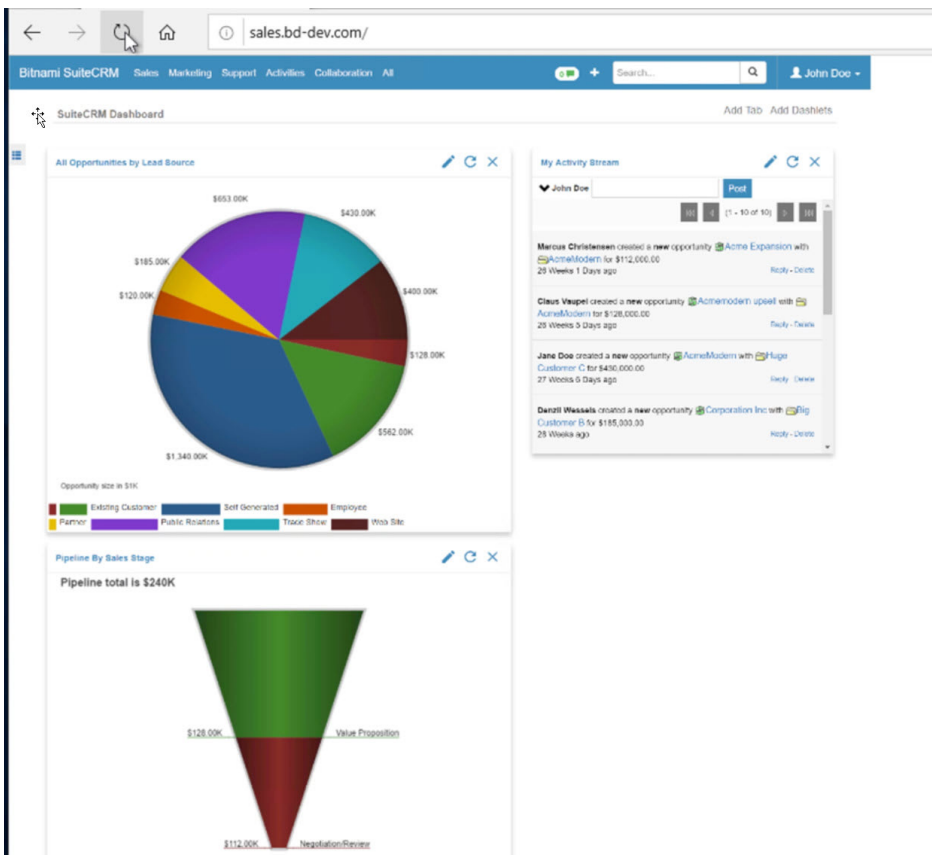 sales.bd-dev.com/
Bitnami SuiteCRM Sales Marketing Support Activities Collaboration All 0 Search... John Doe
SuiteCRM Dashboard Add Tab Add Dashlets
All Opportunities by Lead Source
$653.00K
$430.00K
$185.00K
$120.00K
$400.00K
$128.00K
$562.00K
$1,340.00K
Opportunity size in $1K
Existing Customer Self Generated Employee
Partner Public Relations Trade Show Web Site
My Activity Stream
John Doe Post
(1 - 10 of 10)
Marcus Christensen created a new opportunity Acme Expansion with
AcmeModern for $112,000.00
26 Weeks 1 Days ago Reply - Delete
Claus Vaupel created a new opportunity Acmemodern upsell with
AcmeModern for $128,000.00
26 Weeks 5 Days ago Reply - Delete
Jane Doe created a new opportunity AcmeModern with Huge
Customer C for $430,000.00
27 Weeks 6 Days ago Reply - Delete
Denzil Wessels created a new opportunity Corporation Inc with Big
Customer B for $185,000.00
28 Weeks ago Reply - Delete
Pipeline By Sales Stage
Pipeline total is $240K
$128.00K Value Proposition
$112.00K Negotiation/Review